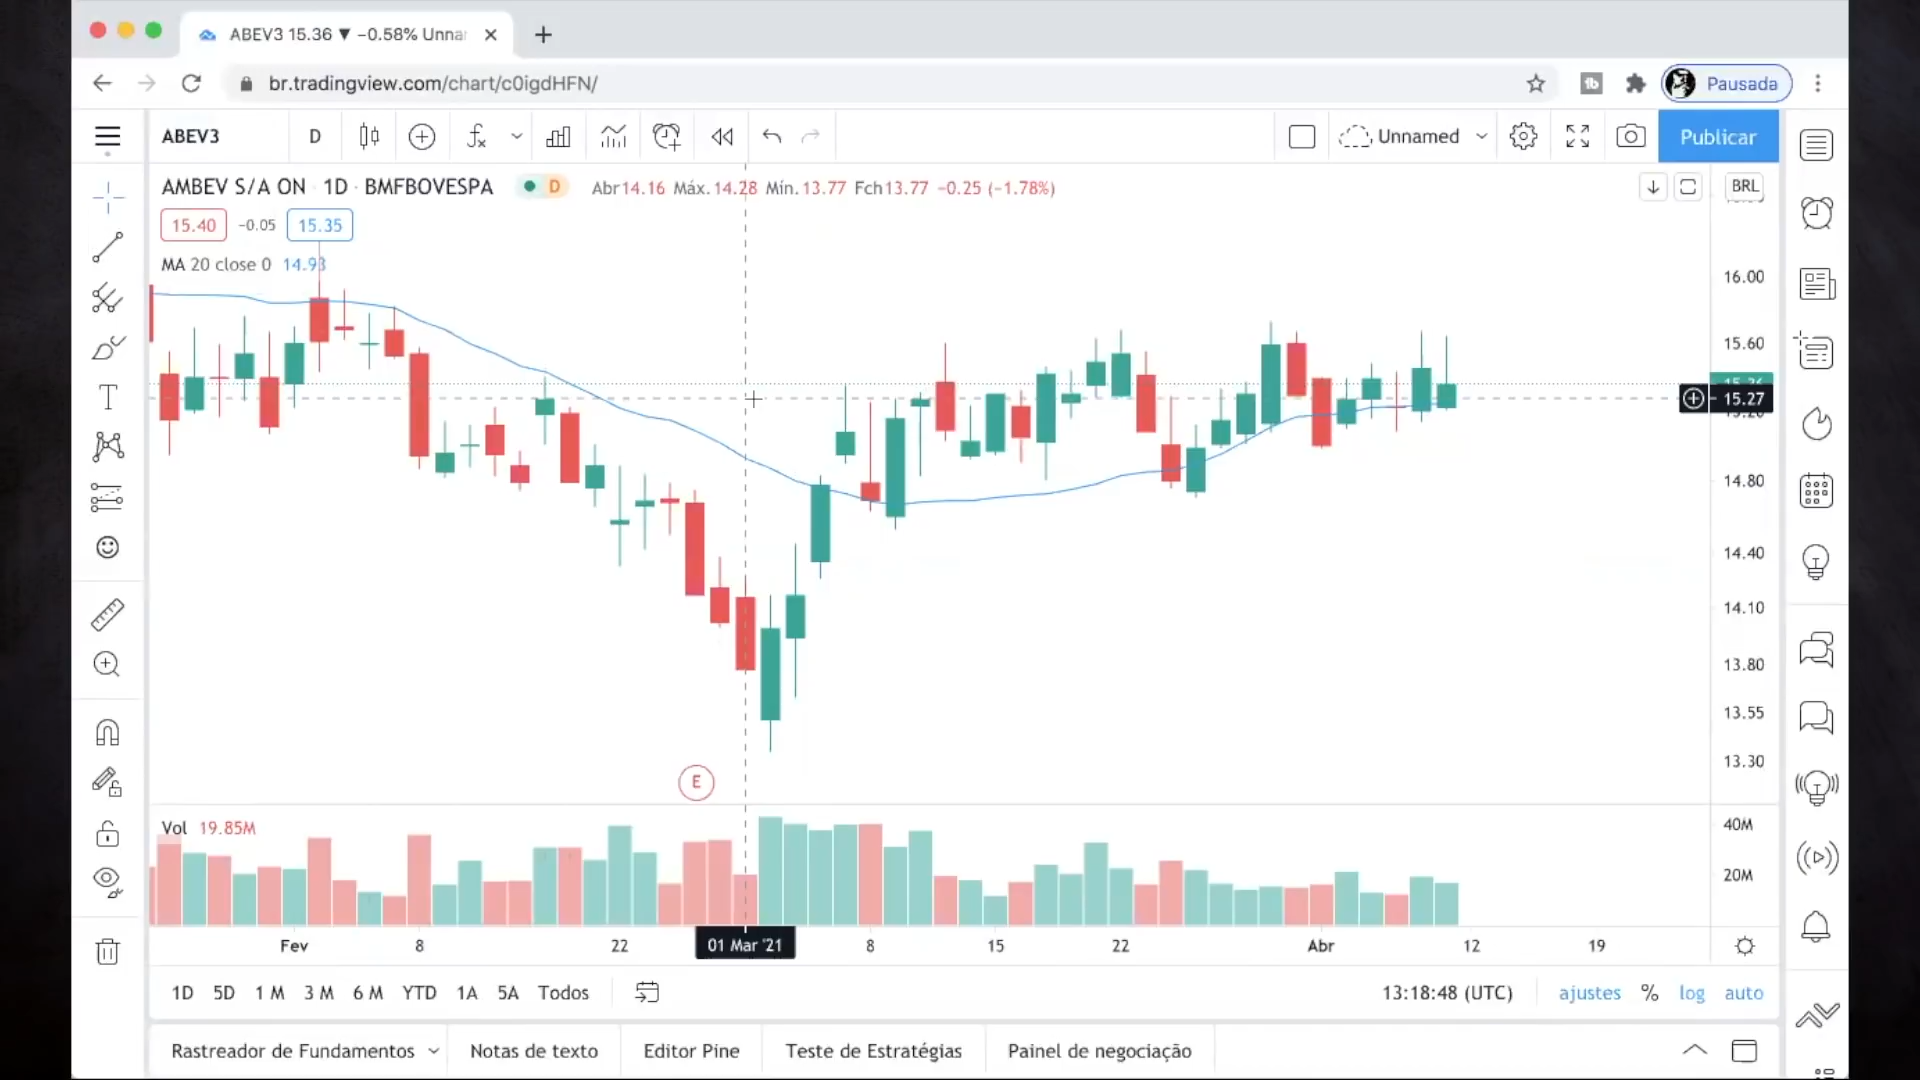 ABEV3 15.36 ▼ −0.58% Unna
br.tradingview.com/chart/c0igdHFN/
Pausada
ABEV3
D
Unnamed
Publicar
AMBEV S/A ON · 1D · BMFBOVESPA
D
Abr14.16 Máx.14.28 Mín.13.77 Fch13.77 −0.25 (−1.78%)
BRL
15.40 −0.05 15.35
MA 20 close 0 14.93
16.00
15.60
15.27
14.80
14.40
14.10
13.80
13.55
13.30
E
Vol 19.85M
40M
20M
Fev 8 22 01 Mar '21 8 15 22 Abr 12 19
1D 5D 1 M 3 M 6 M YTD 1A 5A Todos
13:18:48 (UTC) ajustes % log auto
Rastreador de Fundamentos Notas de texto Editor Pine Teste de Estratégias Painel de negociação